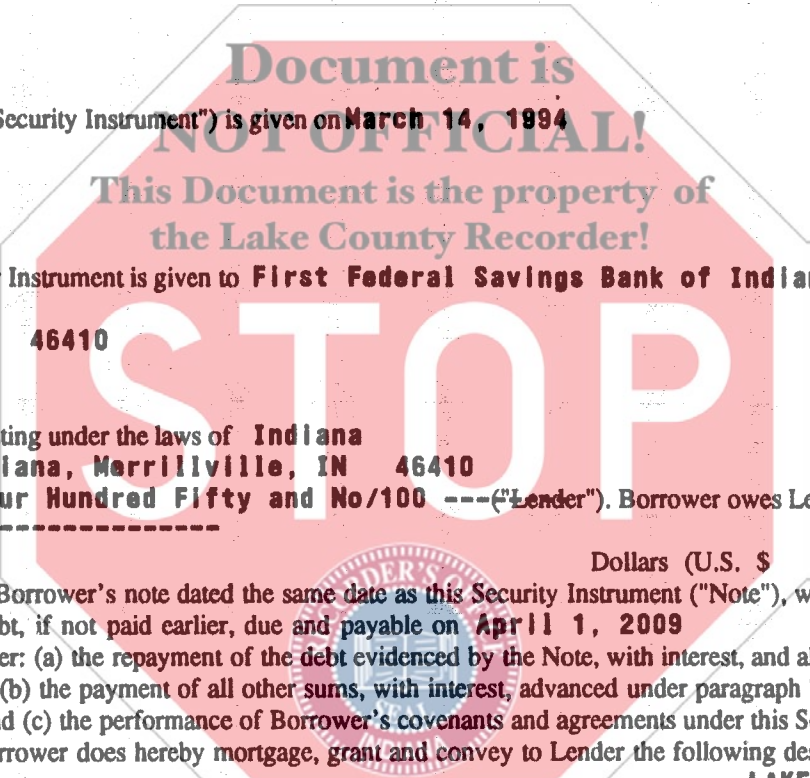 Document is
Security Instrument") is given on March 14, 1994
NOT OFFICIAL!
This Document is the property of
the Lake County Recorder!
Instrument is given to First Federal Savings Bank of Indian
46410
STOP
ting under the laws of Indiana
iana, Merrillville, IN 46410
ur Hundred Fifty and No/100 ---("Lender"). Borrower owes Le
---------------
Dollars (U.S. $
Borrower's note dated the same date as this Security Instrument ("Note"), w
bt, if not paid earlier, due and payable on April 1, 2009
er: (a) the repayment of the debt evidenced by the Note, with interest, and a
(b) the payment of all other sums, with interest, advanced under paragraph
nd (c) the performance of Borrower's covenants and agreements under this S
rrower does hereby mortgage, grant and convey to Lender the following de
SEAL
INDIANA